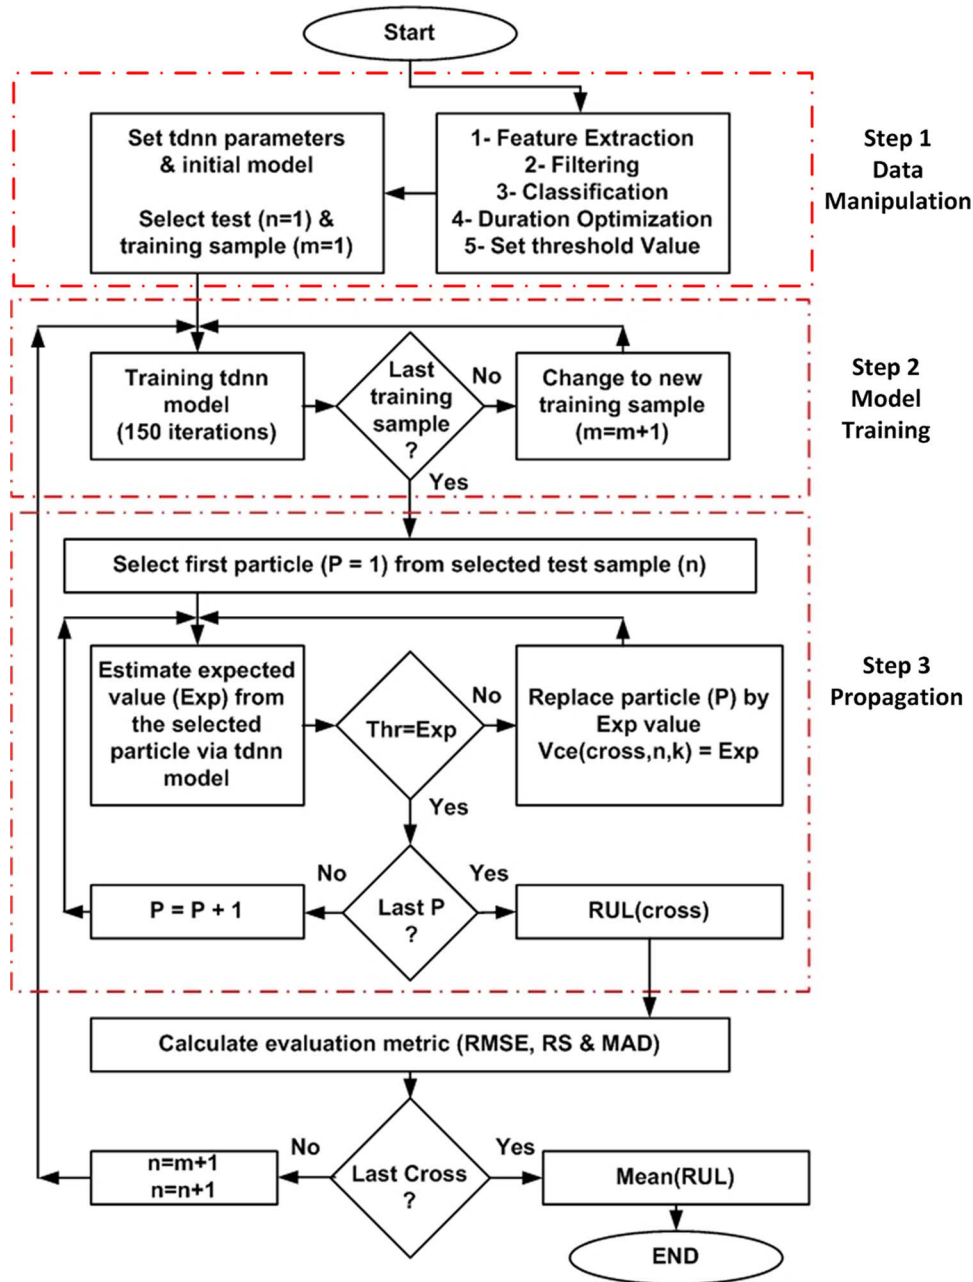 Start
Set tdnn parameters
& initial model
Select test (n=1) &
training sample (m=1)
1- Feature Extraction
2- Filtering
3- Classification
4- Duration Optimization
5- Set threshold Value
Step 1
Data
Manipulation
Training tdnn
model
(150 iterations)
Last
training
sample
?
No
Change to new
training sample
(m=m+1)
Step 2
Model
Training
Yes
Select first particle (P = 1) from selected test sample (n)
Estimate expected
value (Exp) from
the selected
particle via tdnn
model
Thr=Exp
No
Replace particle (P) by
Exp value
Vce(cross,n,k) = Exp
Step 3
Propagation
Yes
P = P + 1
No
Last P
?
Yes
RUL(cross)
Calculate evaluation metric (RMSE, RS & MAD)
n=m+1
n=n+1
No
Last Cross
?
Yes
Mean(RUL)
END